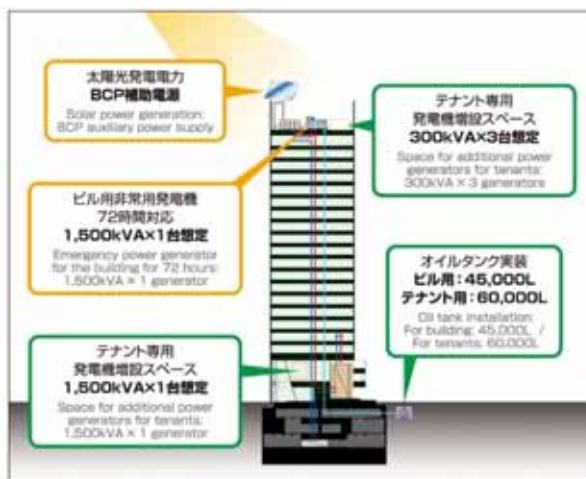 太陽光発電電力
BCP補助電源
Solar power generation:
BCP auxiliary power supply
テナント専用
発電機増設スペース
300kVA×3台想定
Space for additional power
generators for tenants:
300kVA × 3 generators
ビル用非常用発電機
72時間対応
1,500kVA×1台想定
Emergency power generator
for the building for 72 hours:
1,500kVA × 1 generator
オイルタンク実装
ビル用：45,000L
テナント用：60,000L
Oil tank installation:
For building: 45,000L /
For tenants: 60,000L
テナント専用
発電機増設スペース
1,500kVA×1台想定
Space for additional power
generators for tenants:
1,500kVA × 1 generator